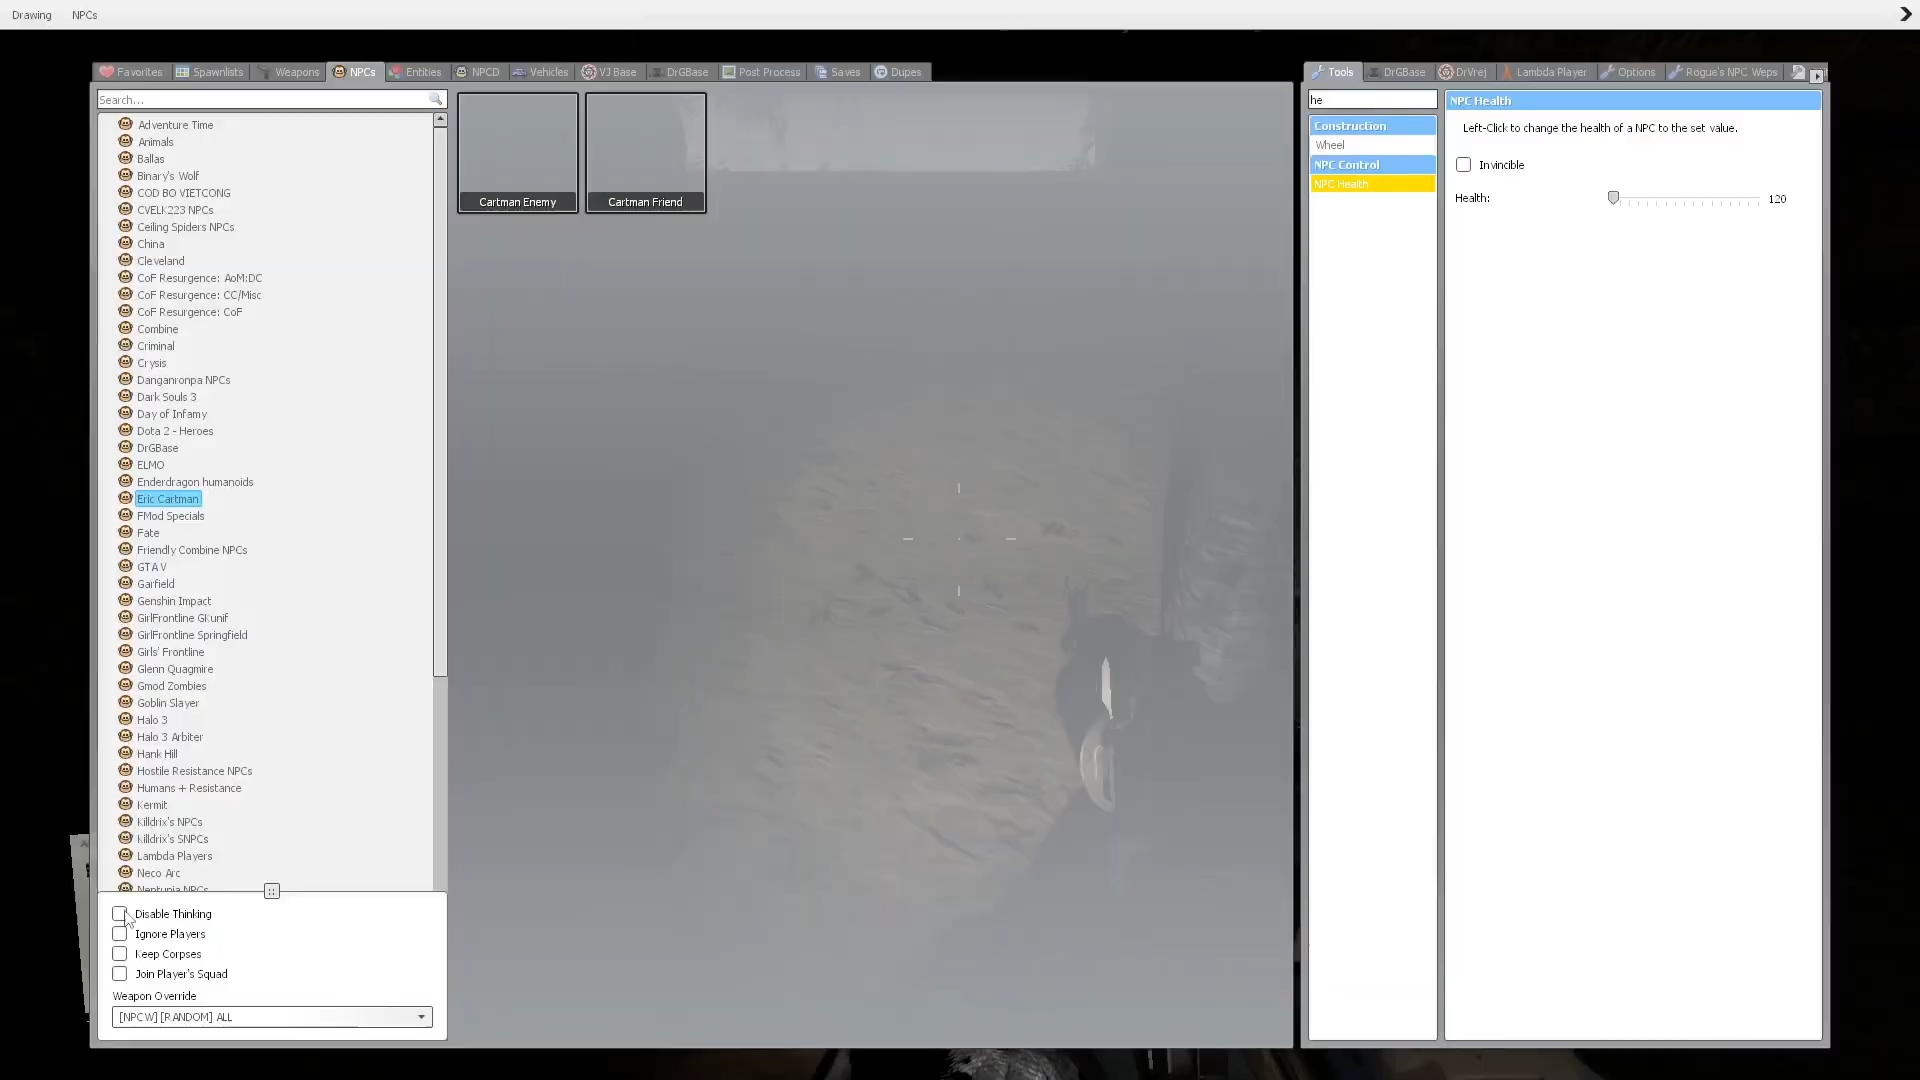 Drawing NPCs
Favorites Spawnlists Weapons NPCs Entities NPCD Vehicles VJ Base DrGBase Post Process Saves Dupes
Search...
Adventure Time
Animals
Ballas
Binary's Wolf
COD BO VIETCONG
CVELK223 NPCs
Ceiling Spiders NPCs
China
Cleveland
CoF Resurgence: AoM:DC
CoF Resurgence: CC/Misc
CoF Resurgence: CoF
Combine
Criminal
Crysis
Danganronpa NPCs
Dark Souls 3
Day of Infamy
Dota 2 - Heroes
DrGBase
ELMO
Enderdragon humanoids
Eric Cartman
FMod Specials
Fate
Friendly Combine NPCs
GTA V
Garfield
Genshin Impact
GirlFrontline GKunif
GirlFrontline Springfield
Girls' Frontline
Glenn Quagmire
Gmod Zombies
Goblin Slayer
Halo 3
Halo 3 Arbiter
Hank Hill
Hostile Resistance NPCs
Humans + Resistance
Kermit
Killdrix's NPCs
Killdrix's SNPCs
Lambda Players
Neco Arc
Neptunia NPCs
Disable Thinking
Ignore Players
Keep Corpses
Join Player's Squad
Weapon Override
[NPCW] [RANDOM] ALL
Cartman Enemy
Cartman Friend
Tools DrGBase DrVrej Lambda Player Options Rogue's NPC Weps
he
Construction
Wheel
NPC Control
NPC Health
NPC Health
Left-Click to change the health of a NPC to the set value.
Invincible
Health: 120